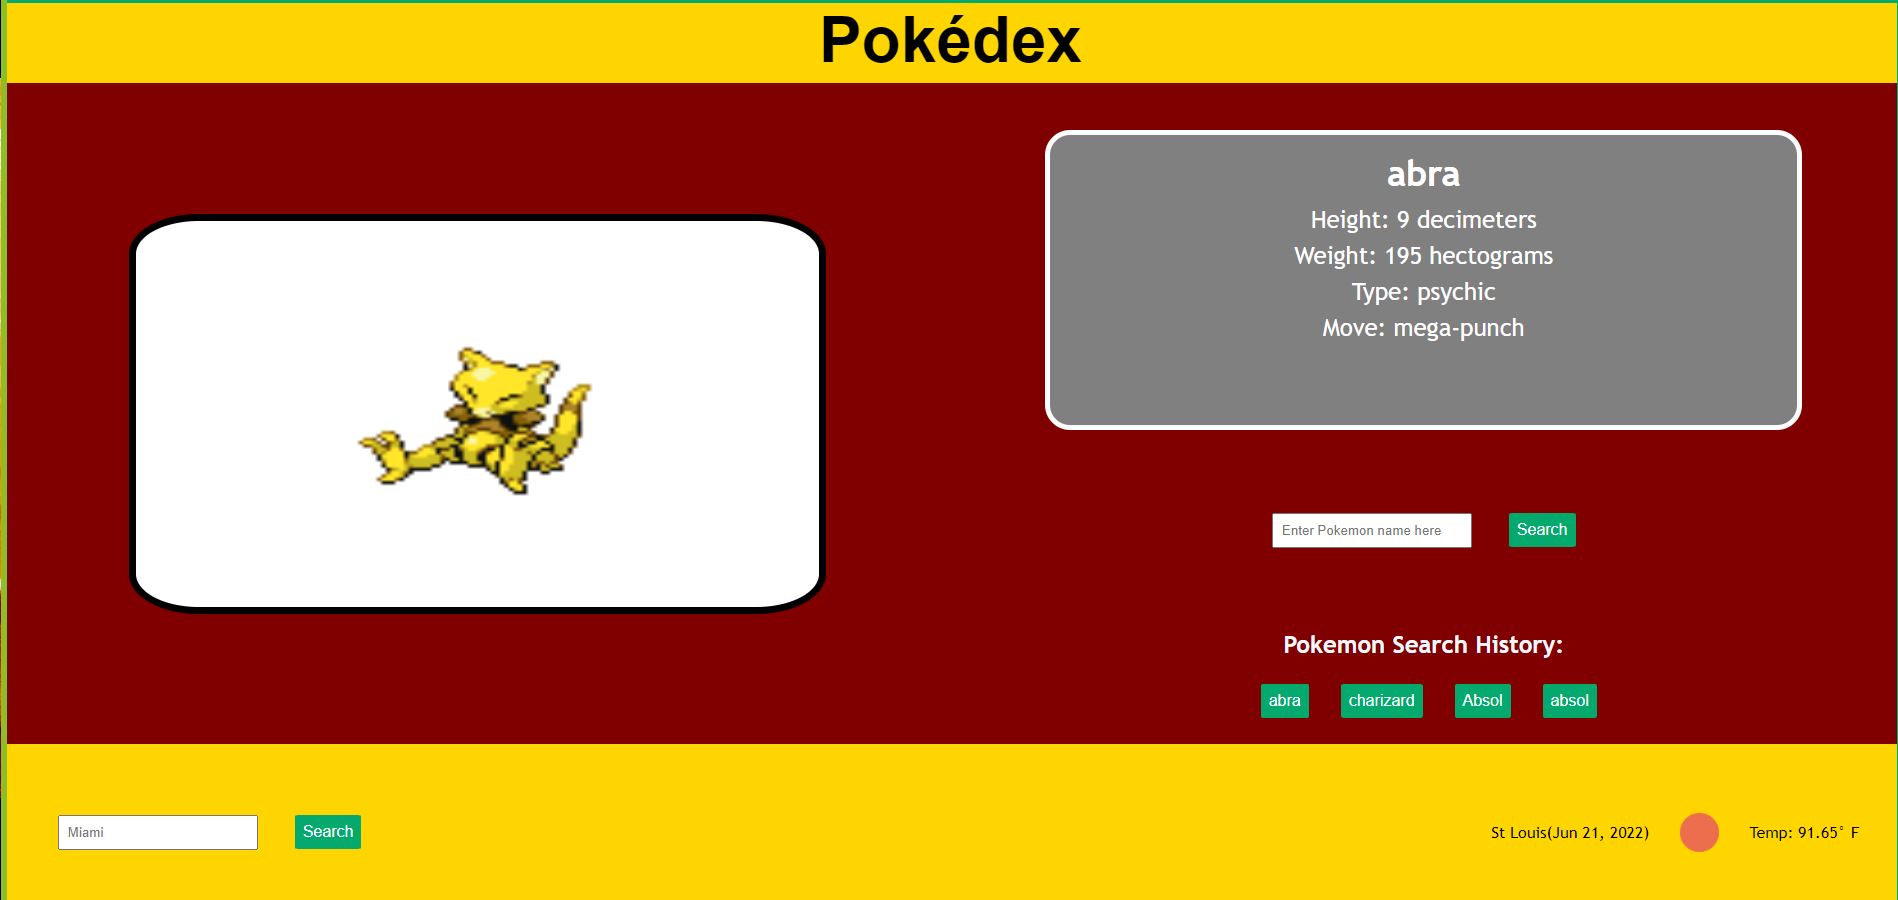 Pokédex
abra
Height: 9 decimeters
Weight: 195 hectograms
Type: psychic
Move: mega-punch
Enter Pokemon name here
Search
Pokemon Search History:
abra charizard Absol absol
Miami Search
St Louis(Jun 21, 2022) Temp: 91.65° F